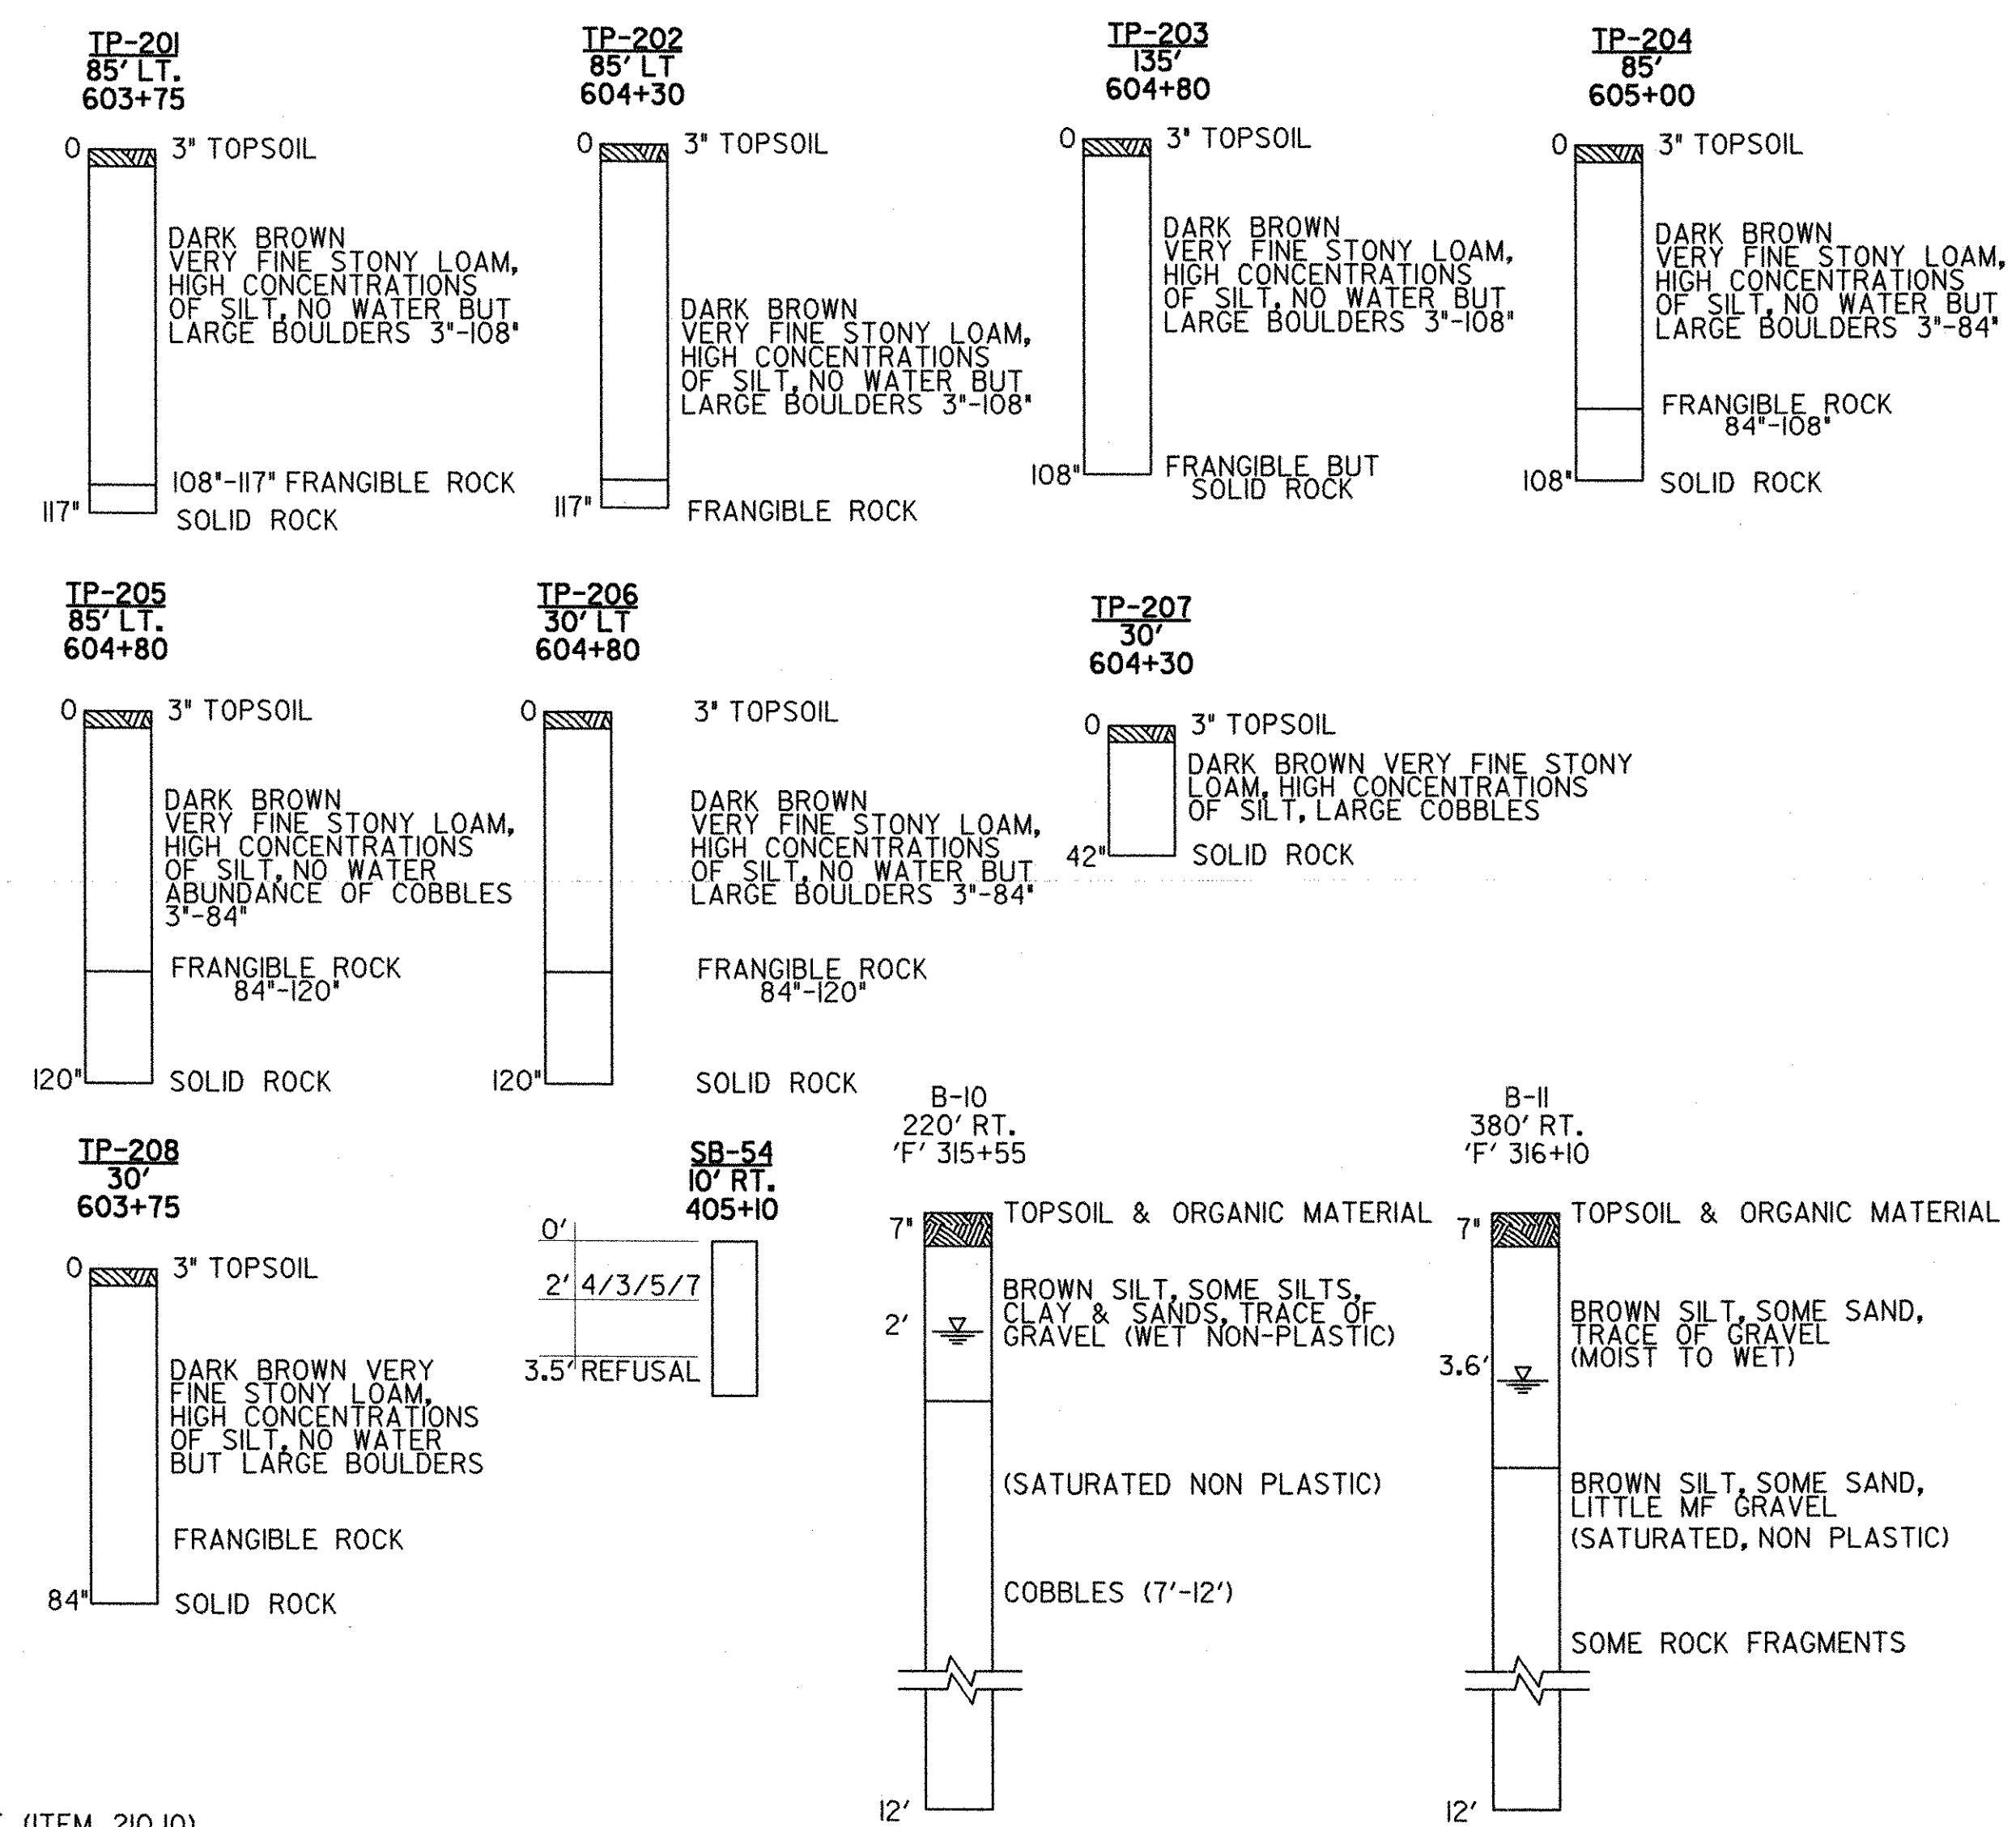 TP-201
85' LT.
603+75
0
3" TOPSOIL
DARK BROWN
VERY FINE STONY LOAM,
HIGH CONCENTRATIONS
OF SILT, NO WATER BUT
LARGE BOULDERS 3"-108"
108"-117" FRANGIBLE ROCK
117"
SOLID ROCK
TP-202
85' LT
604+30
0
3" TOPSOIL
DARK BROWN
VERY FINE STONY LOAM,
HIGH CONCENTRATIONS
OF SILT, NO WATER BUT
LARGE BOULDERS 3"-108"
117"
FRANGIBLE ROCK
TP-203
135'
604+80
0
3" TOPSOIL
DARK BROWN
VERY FINE STONY LOAM,
HIGH CONCENTRATIONS
OF SILT, NO WATER BUT
LARGE BOULDERS 3"-108"
108"
FRANGIBLE BUT
SOLID ROCK
TP-204
85'
605+00
0
3" TOPSOIL
DARK BROWN
VERY FINE STONY LOAM,
HIGH CONCENTRATIONS
OF SILT, NO WATER BUT
LARGE BOULDERS 3"-84"
FRANGIBLE ROCK
84"-108"
108"
SOLID ROCK
TP-205
85' LT.
604+80
0
3" TOPSOIL
DARK BROWN
VERY FINE STONY LOAM,
HIGH CONCENTRATIONS
OF SILT, NO WATER
ABUNDANCE OF COBBLES
3"-84"
FRANGIBLE ROCK
84"-120"
120"
SOLID ROCK
TP-206
30' LT
604+80
0
3" TOPSOIL
DARK BROWN
VERY FINE STONY LOAM,
HIGH CONCENTRATIONS
OF SILT, NO WATER BUT
LARGE BOULDERS 3"-84"
FRANGIBLE ROCK
84"-120"
120"
SOLID ROCK
TP-207
30'
604+30
0
3" TOPSOIL
DARK BROWN VERY FINE STONY
LOAM, HIGH CONCENTRATIONS
OF SILT, LARGE COBBLES
42"
SOLID ROCK
TP-208
30'
603+75
0
3" TOPSOIL
DARK BROWN VERY
FINE STONY LOAM,
HIGH CONCENTRATIONS
OF SILT, NO WATER
BUT LARGE BOULDERS
FRANGIBLE ROCK
84"
SOLID ROCK
SB-54
10' RT.
405+10
0'
2' 4/3/5/7
3.5' REFUSAL
B-10
220' RT.
'F' 315+55
7"
TOPSOIL & ORGANIC MATERIAL
BROWN SILT, SOME SILTS,
CLAY & SANDS, TRACE OF
GRAVEL (WET NON-PLASTIC)
2'
(SATURATED NON PLASTIC)
COBBLES (7'-12')
12'
B-11
380' RT.
'F' 316+10
7"
TOPSOIL & ORGANIC MATERIAL
BROWN SILT, SOME SAND,
TRACE OF GRAVEL
(MOIST TO WET)
3.6'
BROWN SILT, SOME SAND,
LITTLE MF GRAVEL
(SATURATED, NON PLASTIC)
SOME ROCK FRAGMENTS
12'
(ITEM 210.10)